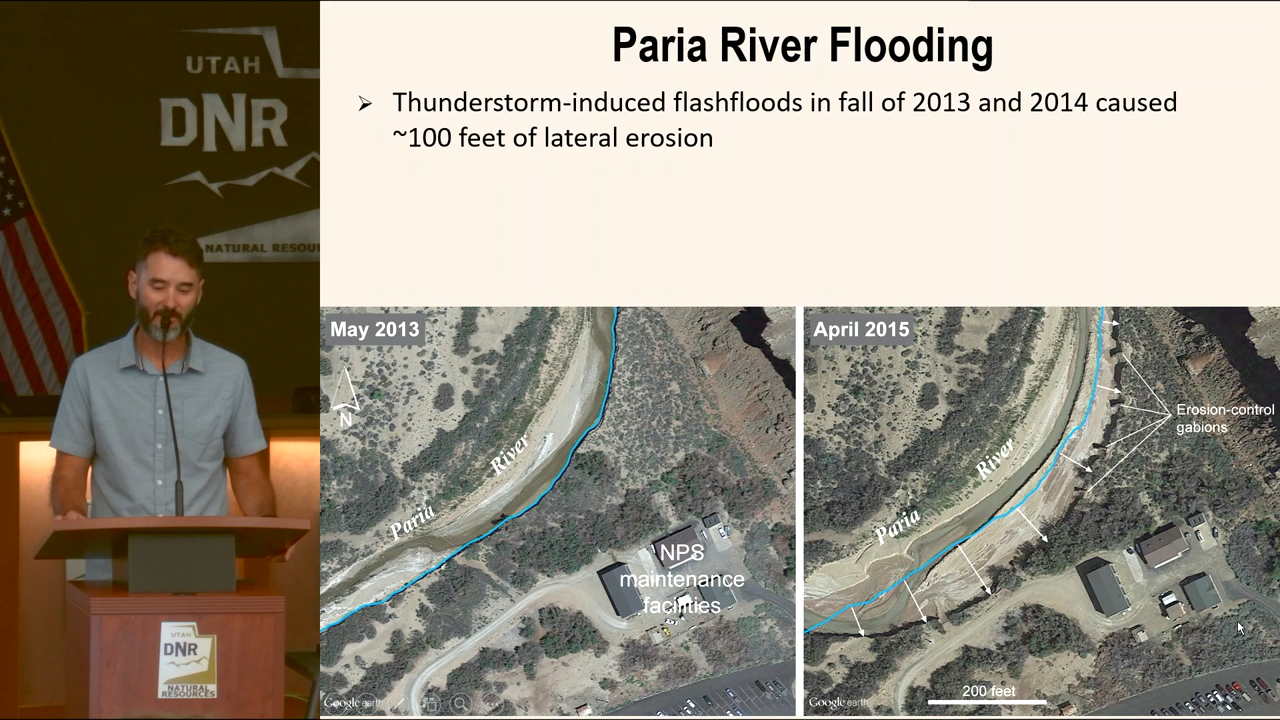 UTAH
DNR
NATURAL RESOU
UTAH
DNR
NATURAL
RESOURCES
Paria River Flooding
➢ Thunderstorm-induced flashfloods in fall of 2013 and 2014 caused
~100 feet of lateral erosion
May 2013
N
Paria River
NPS
maintenance
facilities
Google earth
April 2015
Paria River
Erosion-control
gabions
200 feet
Google earth